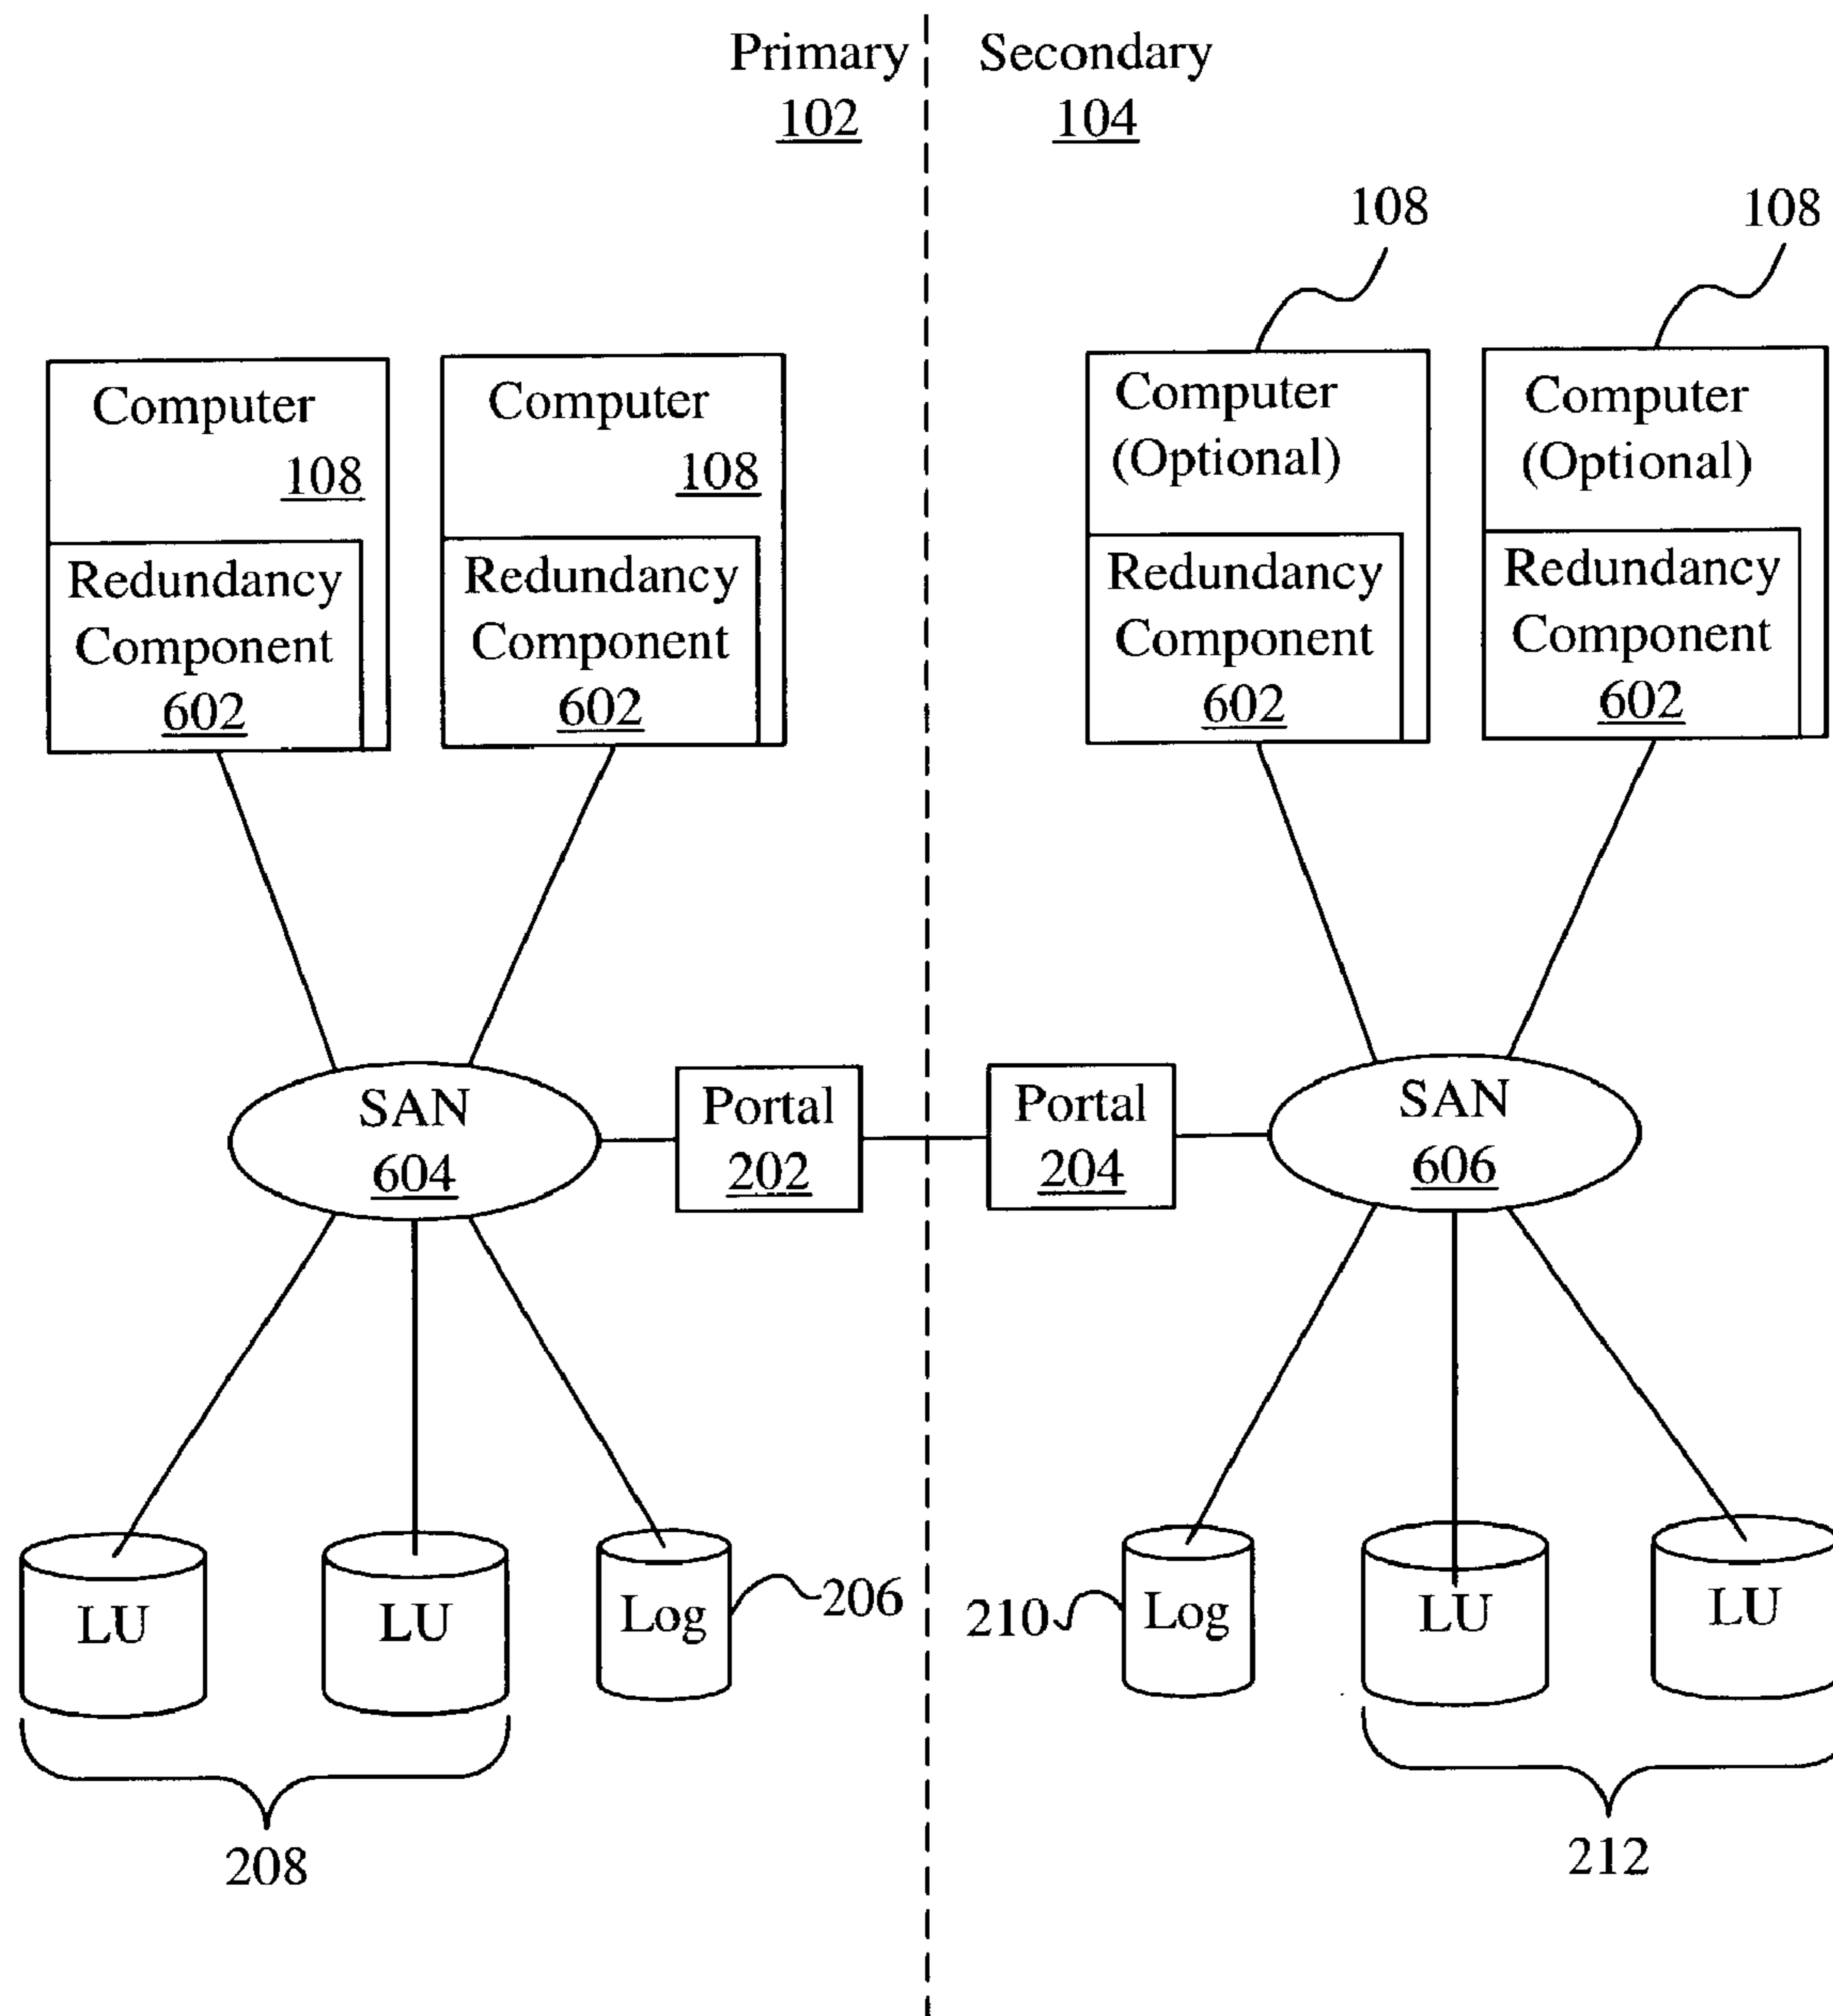 Primary
102
Secondary
104
108
108
Computer
108
Redundancy
Component
602
Computer
108
Redundancy
Component
602
Computer
(Optional)
Redundancy
Component
602
Computer
(Optional)
Redundancy
Component
602
SAN
604
Portal
202
Portal
204
SAN
606
LU
LU
Log
206
210
Log
LU
LU
208
212